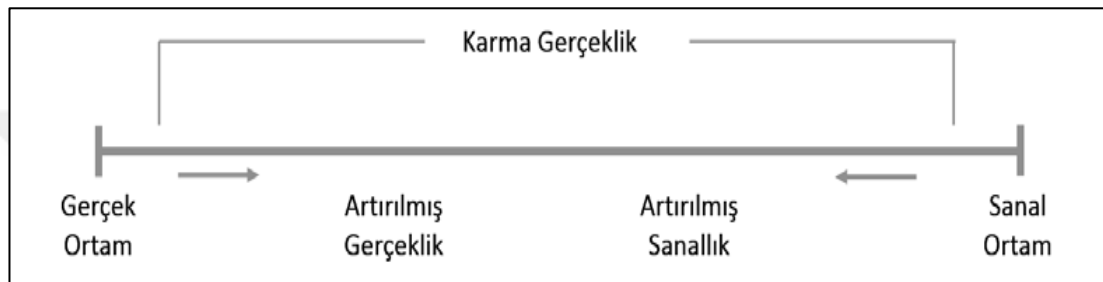 Karma Gerçeklik
Gerçek
Ortam
Artırılmış
Gerçeklik
Artırılmış
Sanallık
Sanal
Ortam